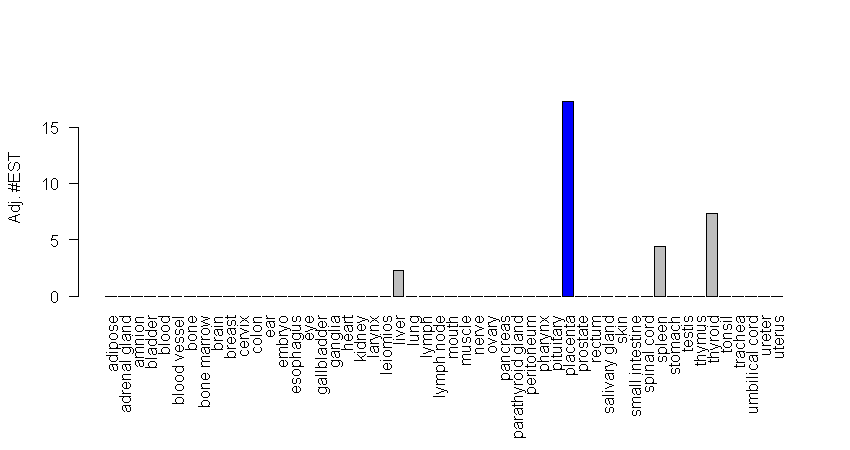 Adj. #EST
15
10
5
0
adipose
adrenal gland
amnion
bladder
blood
blood vessel
bone
bone marrow
brain
breast
cervix
colon
ear
embryo
esophagus
eye
gallbladder
ganglia
heart
kidney
larynx
leiomios
liver
lung
lymph
lymph node
mouth
muscle
nerve
ovary
pancreas
parathyroid gland
peritoneum
pharynx
pituitary
placenta
prostate
rectum
salivary gland
skin
small intestine
spinal cord
spleen
stomach
testis
thymus
thyroid
tonsil
trachea
umbilical cord
ureter
uterus